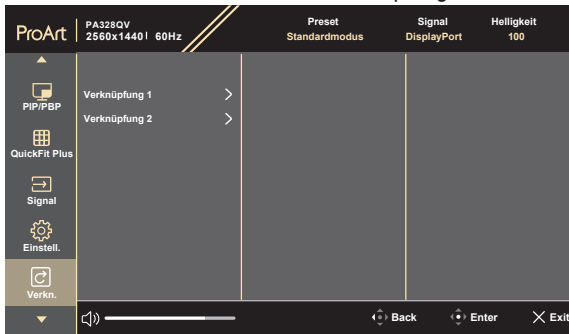 ProArt
PA328QV
2560x1440 60Hz
Preset
Standardmodus
Signal
DisplayPort
Helligkeit
100
PIP/PBP
QuickFit Plus
Signal
Einstell.
Verkn.
Verknüpfung 1
Verknüpfung 2
Back
Enter
Exit